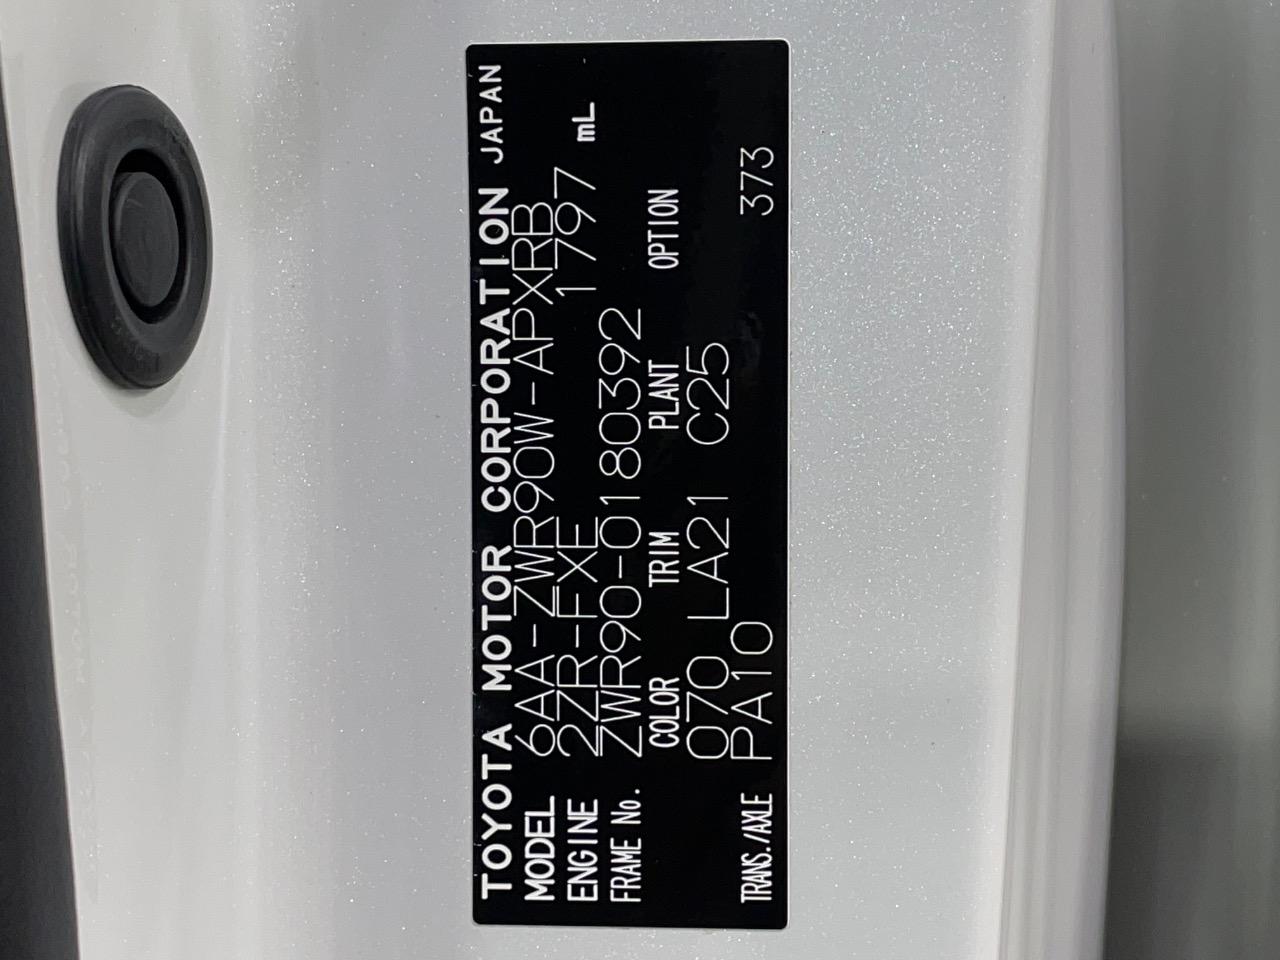 TOYOTA MOTOR CORPORATION JAPAN
MODEL 6AA-ZWR90W-APXRB
ENGINE 2ZR-FXE 1797 mL
FRAME No. ZWR90-0180392
COLOR TRIM PLANT OPTION
070 LA21 C25
TRANS./AXLE PA10 373